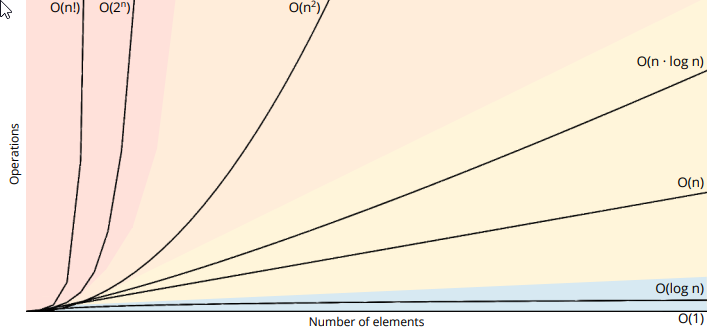 O(n!)
O(2ⁿ)
O(n²)
O(n · log n)
O(n)
O(log n)
O(1)
Operations
Number of elements